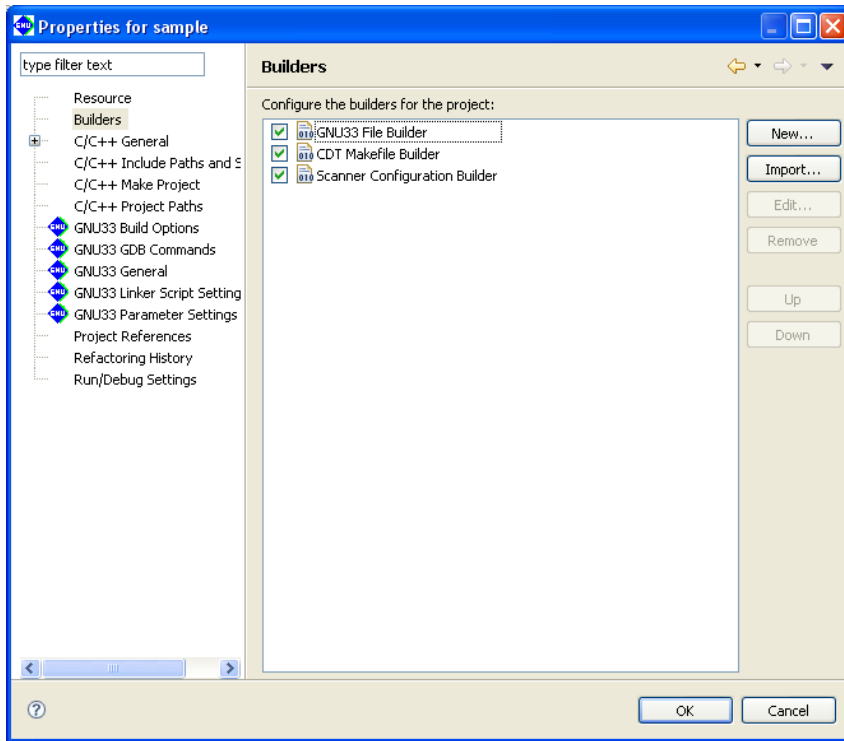 Properties for sample
type filter text
Resource
Builders
C/C++ General
C/C++ Include Paths and S
C/C++ Make Project
C/C++ Project Paths
GNU33 Build Options
GNU33 GDB Commands
GNU33 General
GNU33 Linker Script Setting
GNU33 Parameter Settings
Project References
Refactoring History
Run/Debug Settings
Builders
Configure the builders for the project:
GNU33 File Builder
CDT Makefile Builder
Scanner Configuration Builder
New...
Import...
Edit...
Remove
Up
Down
OK
Cancel